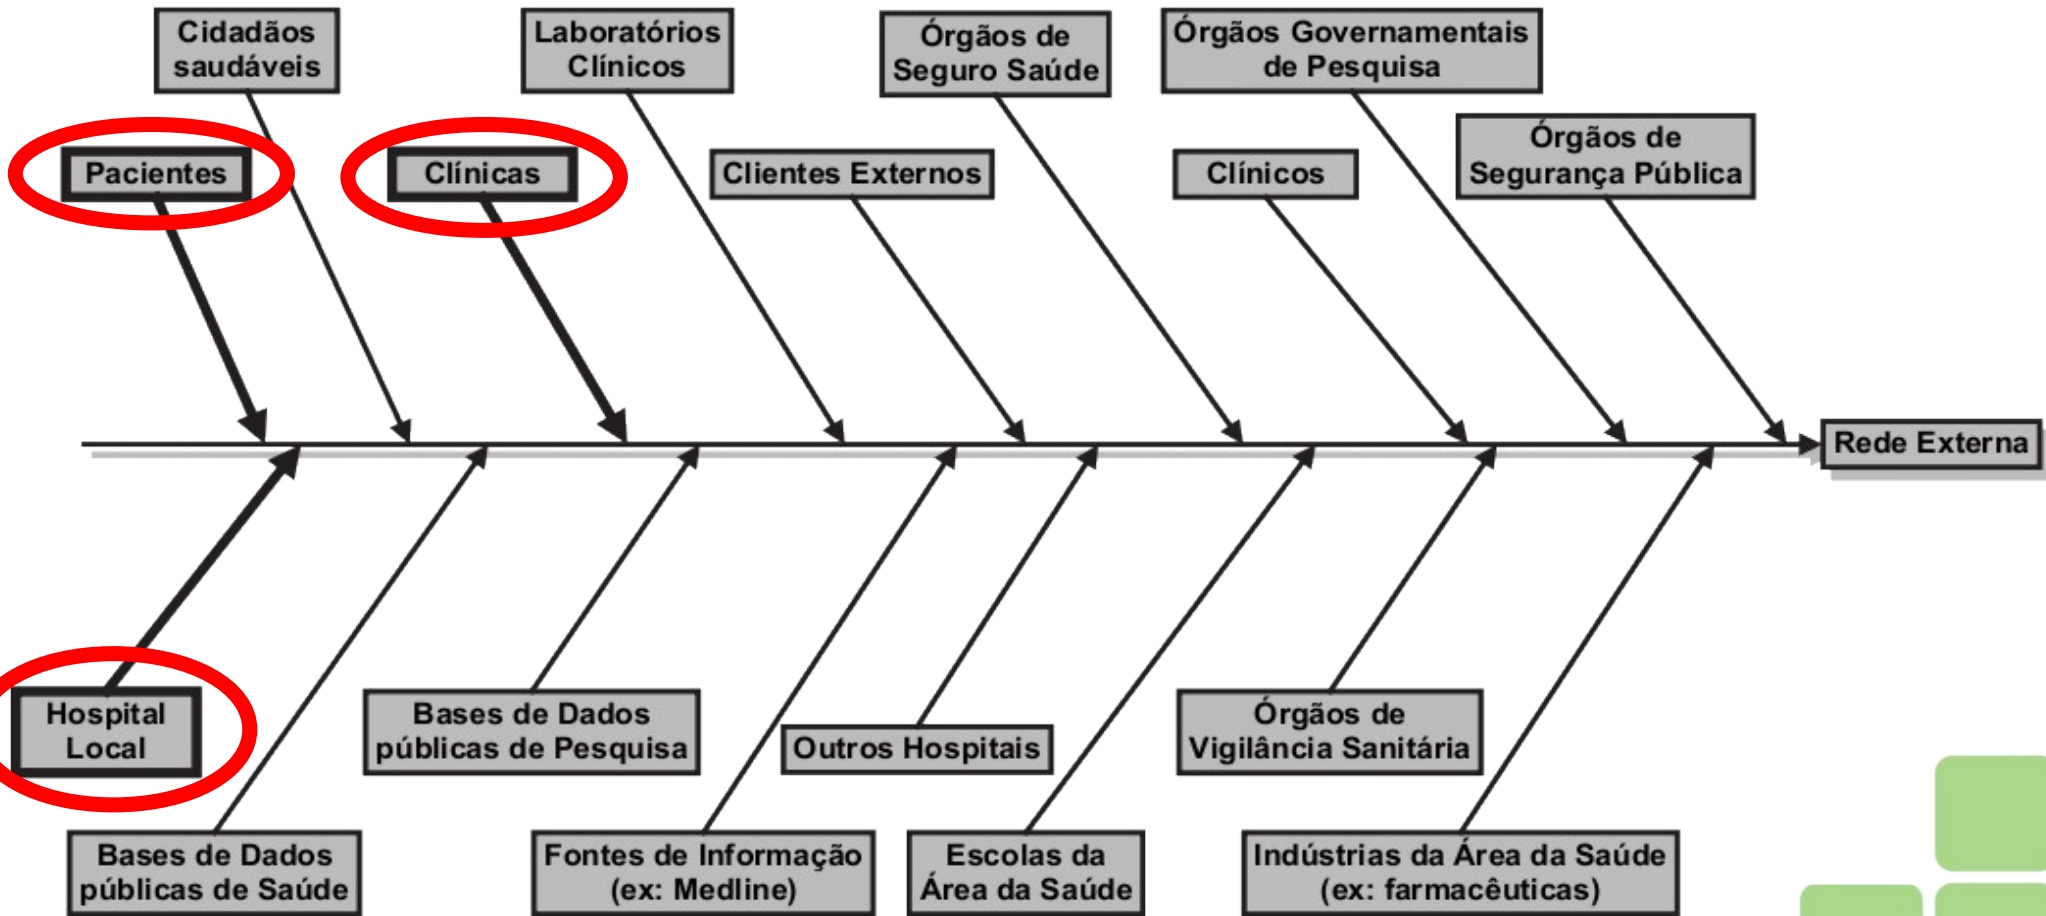 Cidadãos
saudáveis
Laboratórios
Clínicos
Órgãos de
Seguro Saúde
Órgãos Governamentais
de Pesquisa
Pacientes
Clínicas
Clientes Externos
Clínicos
Órgãos de
Segurança Pública
Rede Externa
Hospital
Local
Bases de Dados
públicas de Pesquisa
Outros Hospitais
Órgãos de
Vigilância Sanitária
Bases de Dados
públicas de Saúde
Fontes de Informação
(ex: Medline)
Escolas da
Área da Saúde
Indústrias da Área da Saúde
(ex: farmacêuticas)